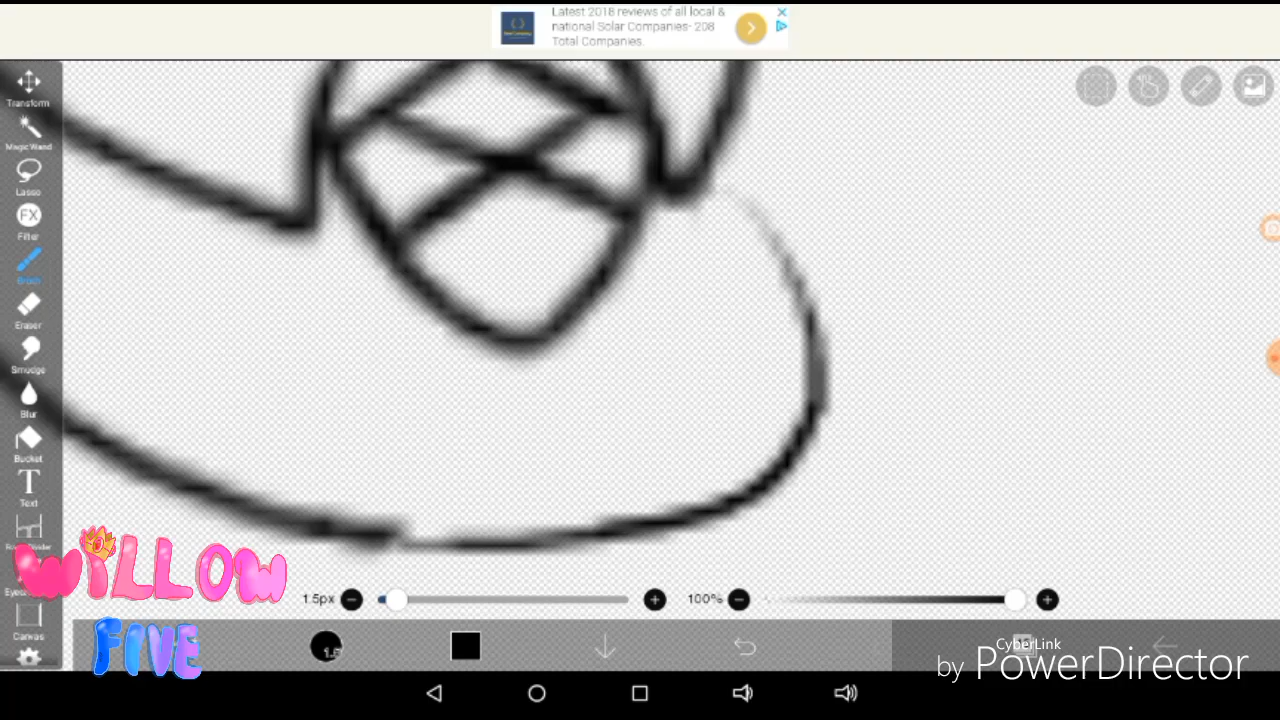 Latest 2018 reviews of all local &
national Solar Companies- 208
Total Companies.
Transform
Magic Wand
Lasso
FX
Filter
Brush
Eraser
Smudge
Blur
Bucket
T
Text
WiLLOW
Canvas
FIVE
1.5px
100%
CyberLink
by PowerDirector